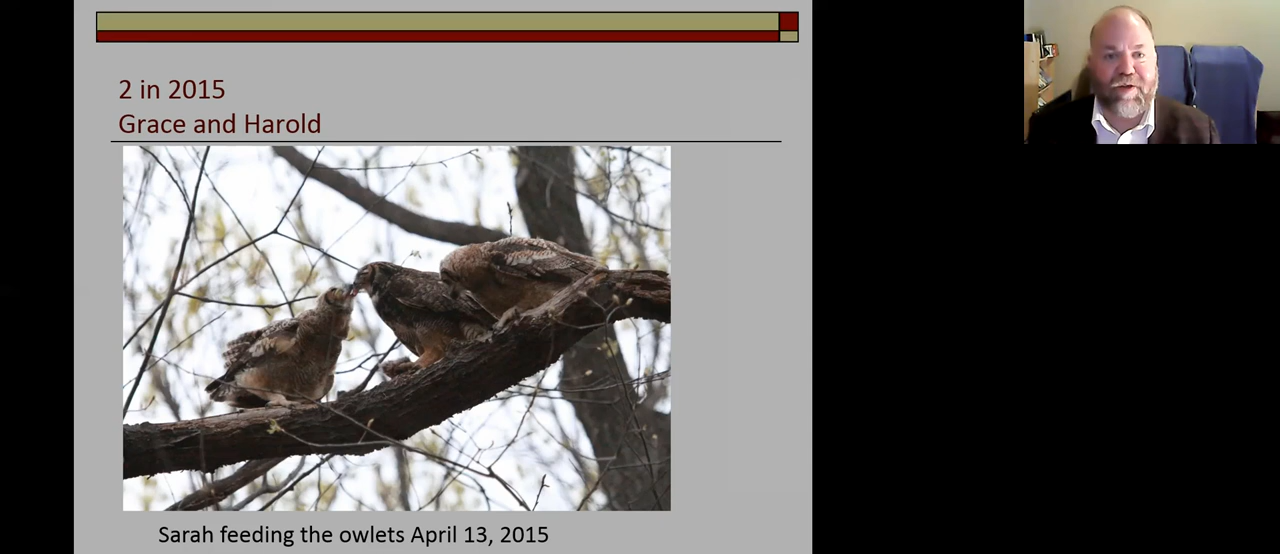 2 in 2015
Grace and Harold
Sarah feeding the owlets April 13, 2015